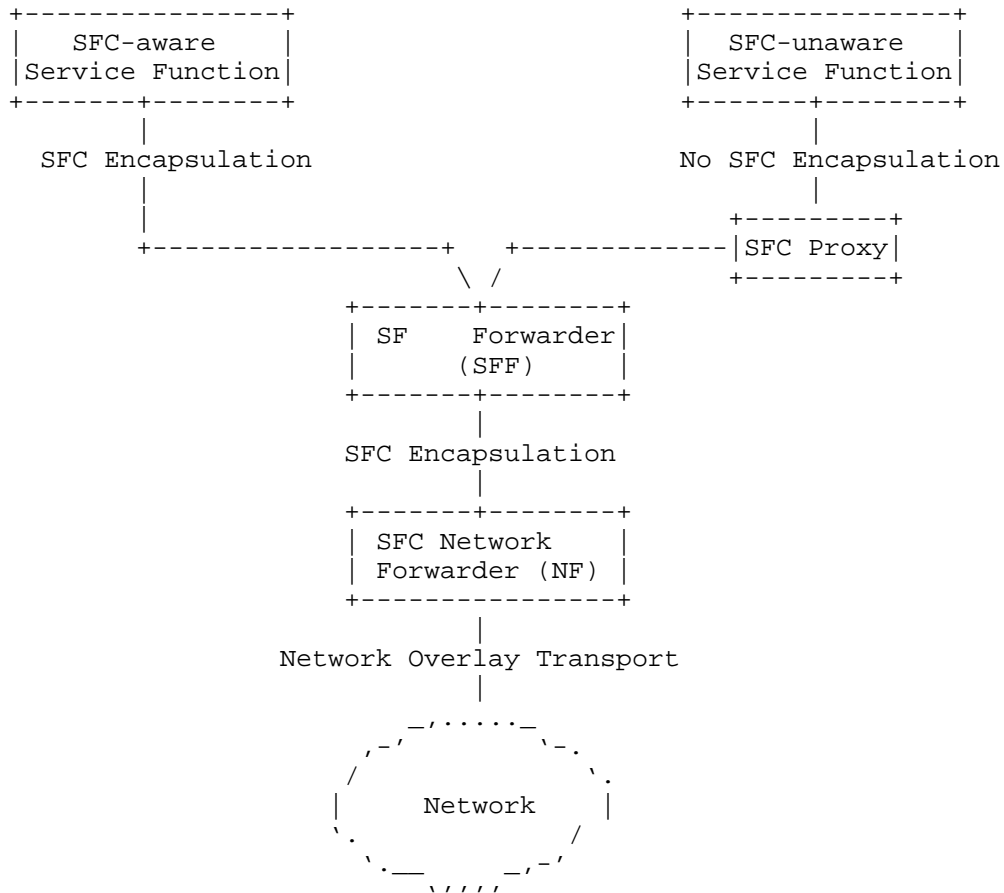 SFC-aware SFC-unaware
Service Function Service Function
SFC Encapsulation No SFC Encapsulation
SFC Proxy
SF Forwarder
(SFF)
SFC Encapsulation
SFC Network
Forwarder (NF)
Network Overlay Transport
Network